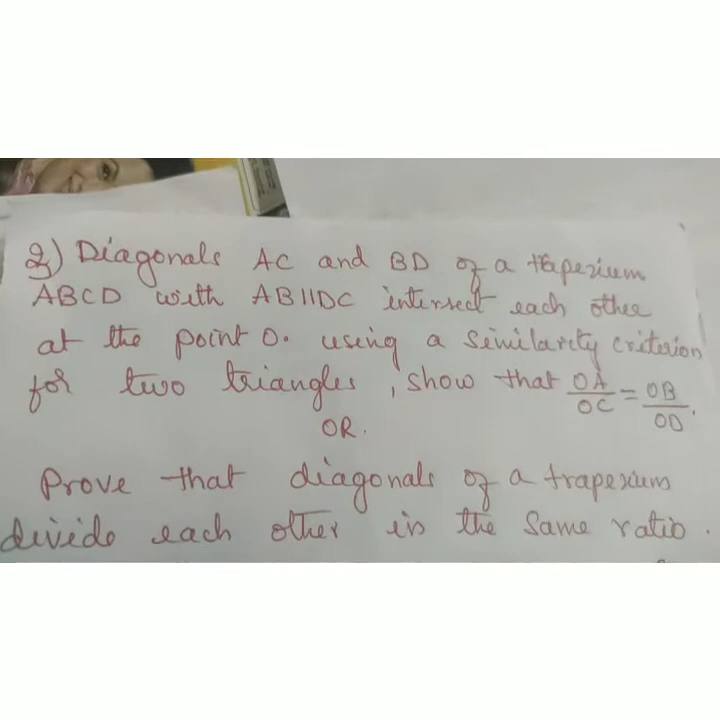 Q) Diagonals AC and BD of a trapezium
ABCD with AB||DC intersect each other
at the point O. using a similarity criterion
for two triangles, show that OA/OC = OB/OD.
OR.
Prove that diagonals of a trapezium
divide each other in the same ratio.